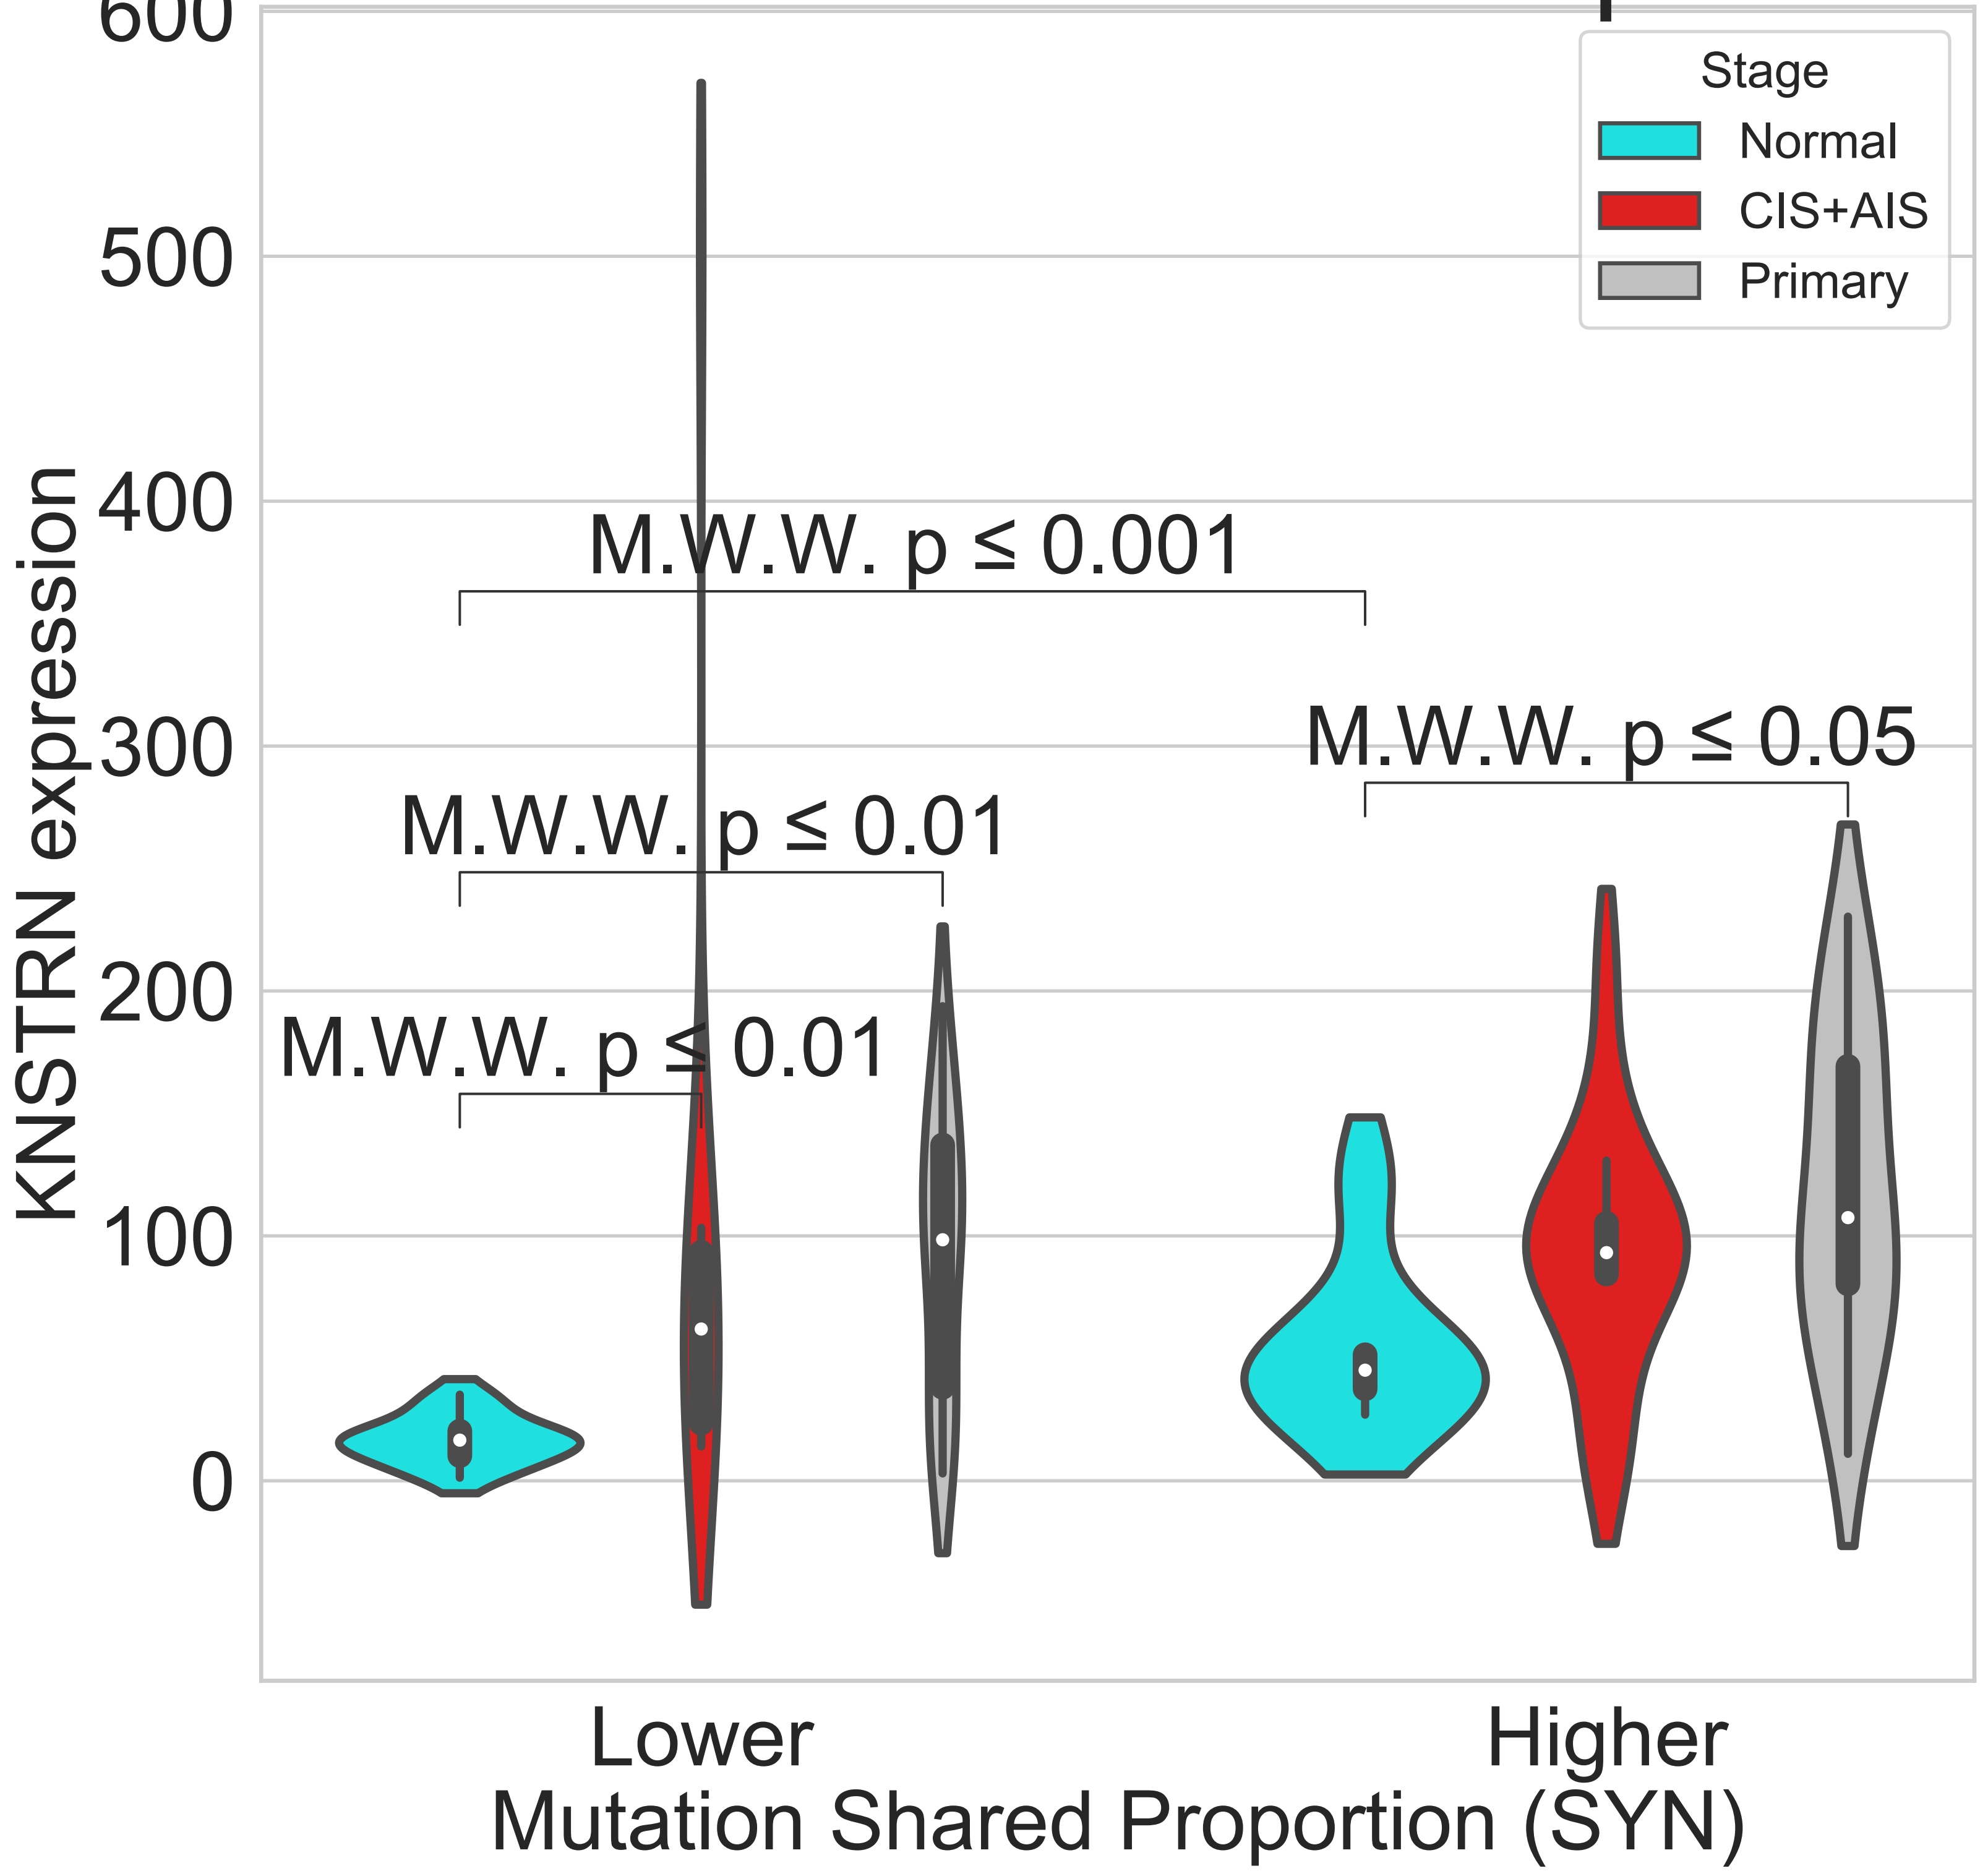 600
Stage
Normal
CIS+AIS
Primary
500
400
300
200
100
0
KNSTRN expression
M.W.W. p ≤ 0.001
M.W.W. p ≤ 0.05
M.W.W. p ≤ 0.01
M.W.W. p ≤ 0.01
Lower
Higher
Mutation Shared Proportion (SYN)